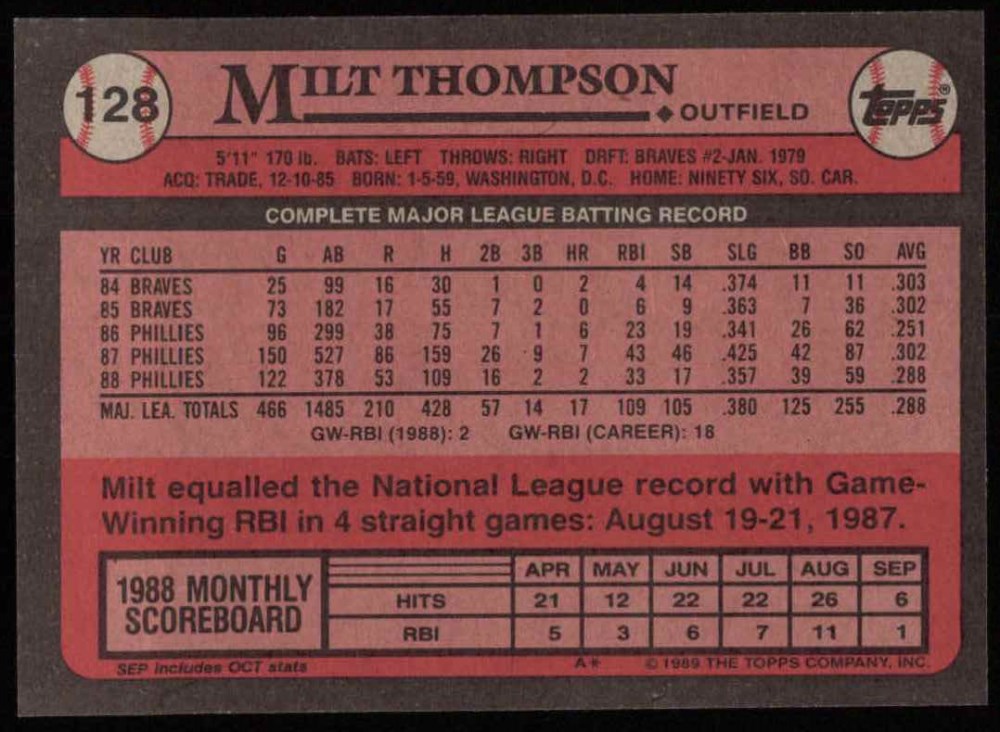 128
MILT THOMPSON
◆ OUTFIELD
TOPPS®
5'11" 170 lb. BATS: LEFT THROWS: RIGHT DRFT: BRAVES #2-JAN. 1979
ACQ: TRADE, 12-10-85 BORN: 1-5-59, WASHINGTON, D.C. HOME: NINETY SIX, SO. CAR.
COMPLETE MAJOR LEAGUE BATTING RECORD
YR CLUB G AB R H 2B 3B HR RBI SB SLG BB SO AVG
84 BRAVES 25 99 16 30 1 0 2 4 14 .374 11 11 .303
85 BRAVES 73 182 17 55 7 2 0 6 9 .363 7 36 .302
86 PHILLIES 96 299 38 75 7 1 6 23 19 .341 26 62 .251
87 PHILLIES 150 527 86 159 26 9 7 43 46 .425 42 87 .302
88 PHILLIES 122 378 53 109 16 2 2 33 17 .357 39 59 .288
MAJ. LEA. TOTALS 466 1485 210 428 57 14 17 109 105 .380 125 255 .288
GW-RBI (1988): 2 GW-RBI (CAREER): 18
Milt equalled the National League record with Game-
Winning RBI in 4 straight games: August 19-21, 1987.
1988 MONTHLY
SCOREBOARD
APR MAY JUN JUL AUG SEP
HITS 21 12 22 22 26 6
RBI 5 3 6 7 11 1
SEP includes OCT stats A* © 1989 THE TOPPS COMPANY, INC.